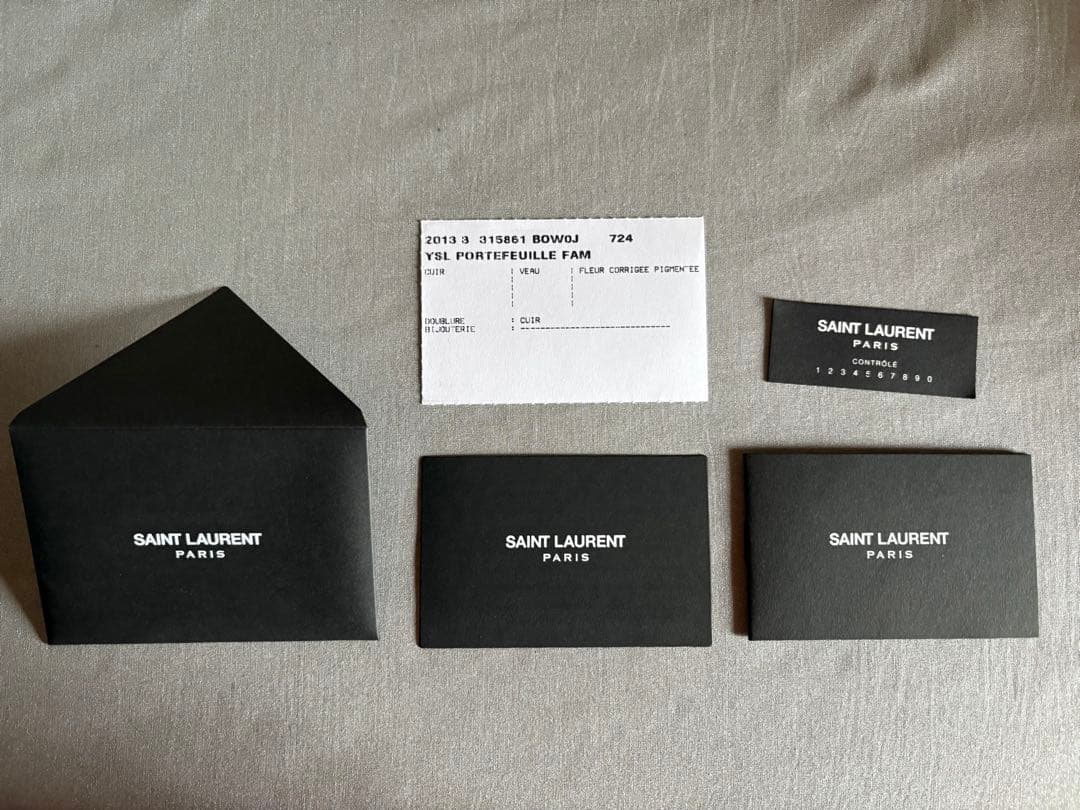 2013 3 315861 BOW0J 724
YSL PORTEFEUILLE FAM
CUIR : VEAU : FLEUR CORRIGEE PIGMENTEE
DOUBLURE : CUIR
BIJOUTERIE : ------------------------------
SAINT LAURENT
PARIS
CONTRÔLE
1 2 3 4 5 6 7 8 9 0
SAINT LAURENT
PARIS
SAINT LAURENT
PARIS
SAINT LAURENT
PARIS